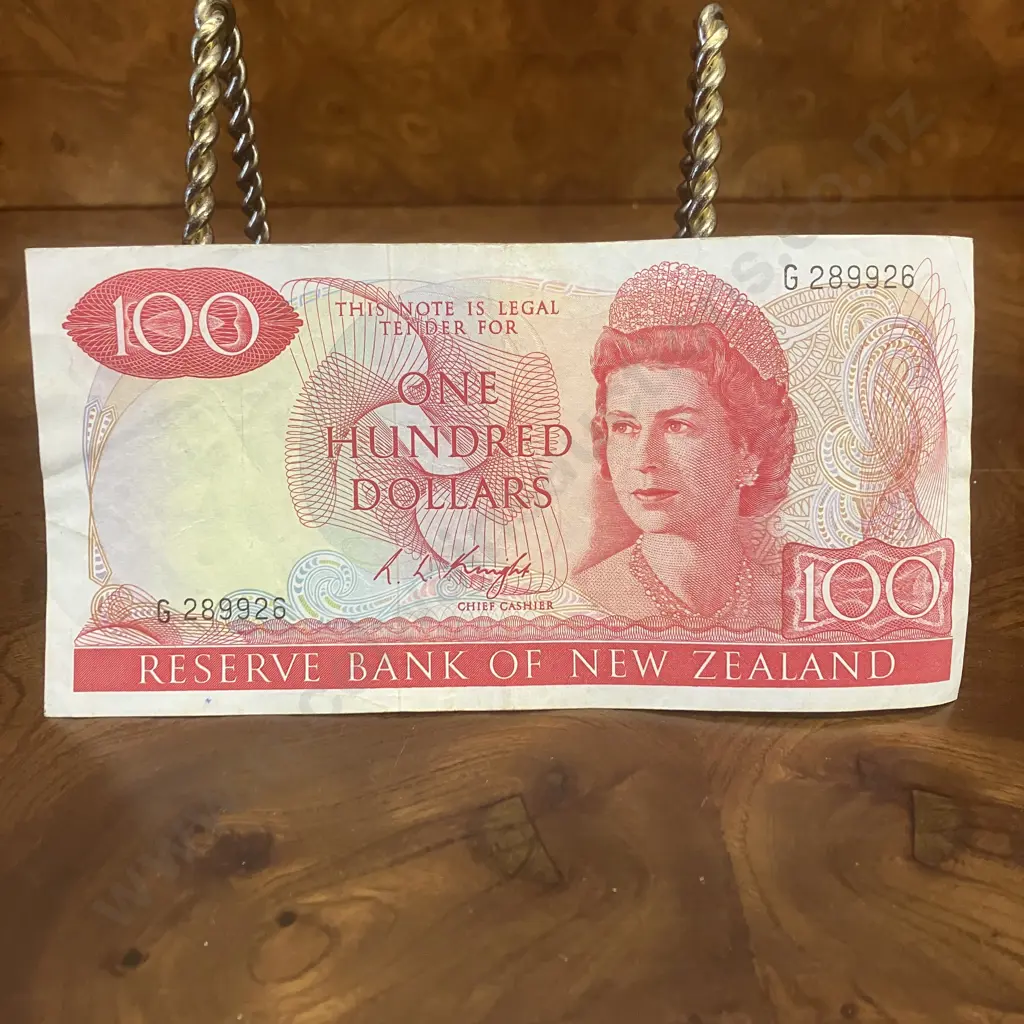 100
THIS NOTE IS LEGAL
TENDER FOR
G 289926
ONE
HUNDRED
DOLLARS
R. L. Knight
CHIEF CASHIER
G 289926
100
RESERVE BANK OF NEW ZEALAND